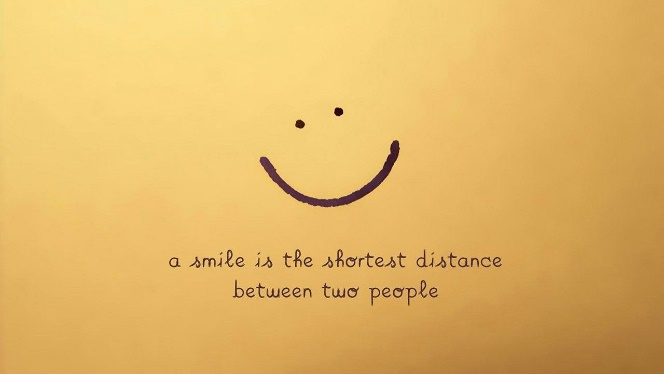 a smile is the shortest distance
between two people